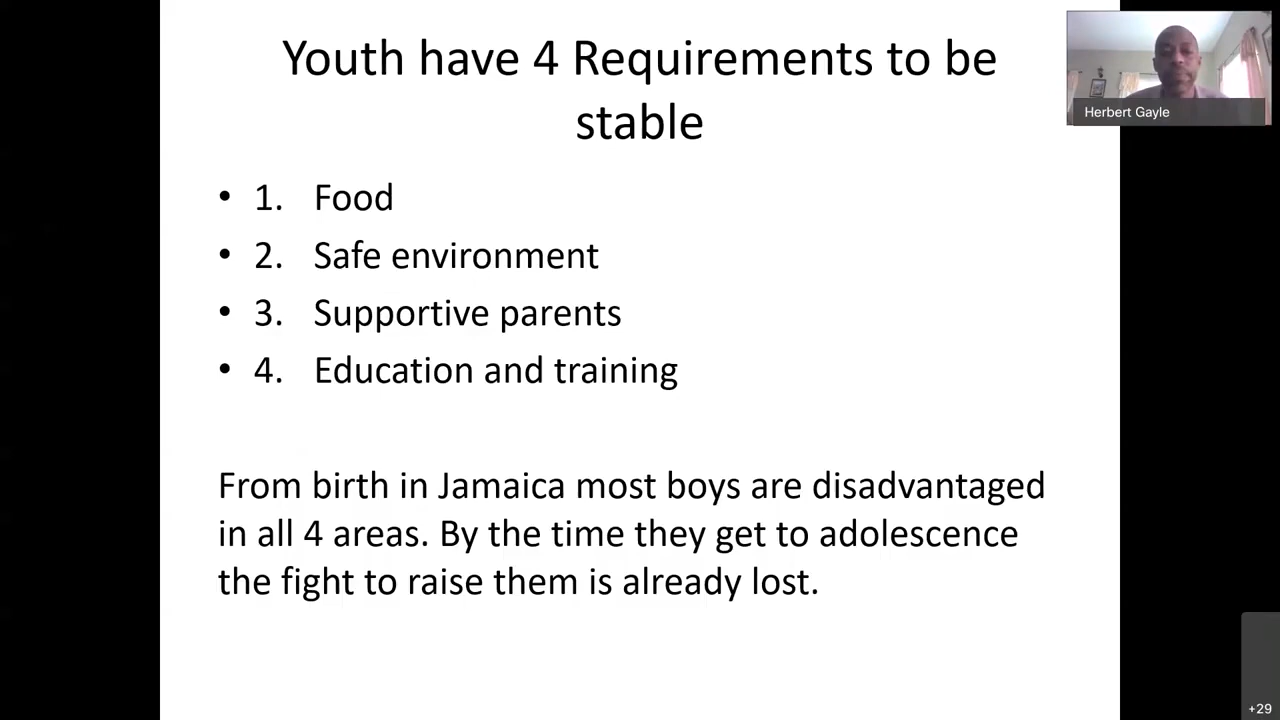 Youth have 4 Requirements to be
stable
Herbert Gayle
• 1. Food
• 2. Safe environment
• 3. Supportive parents
• 4. Education and training
From birth in Jamaica most boys are disadvantaged
in all 4 areas. By the time they get to adolescence
the fight to raise them is already lost.
+29